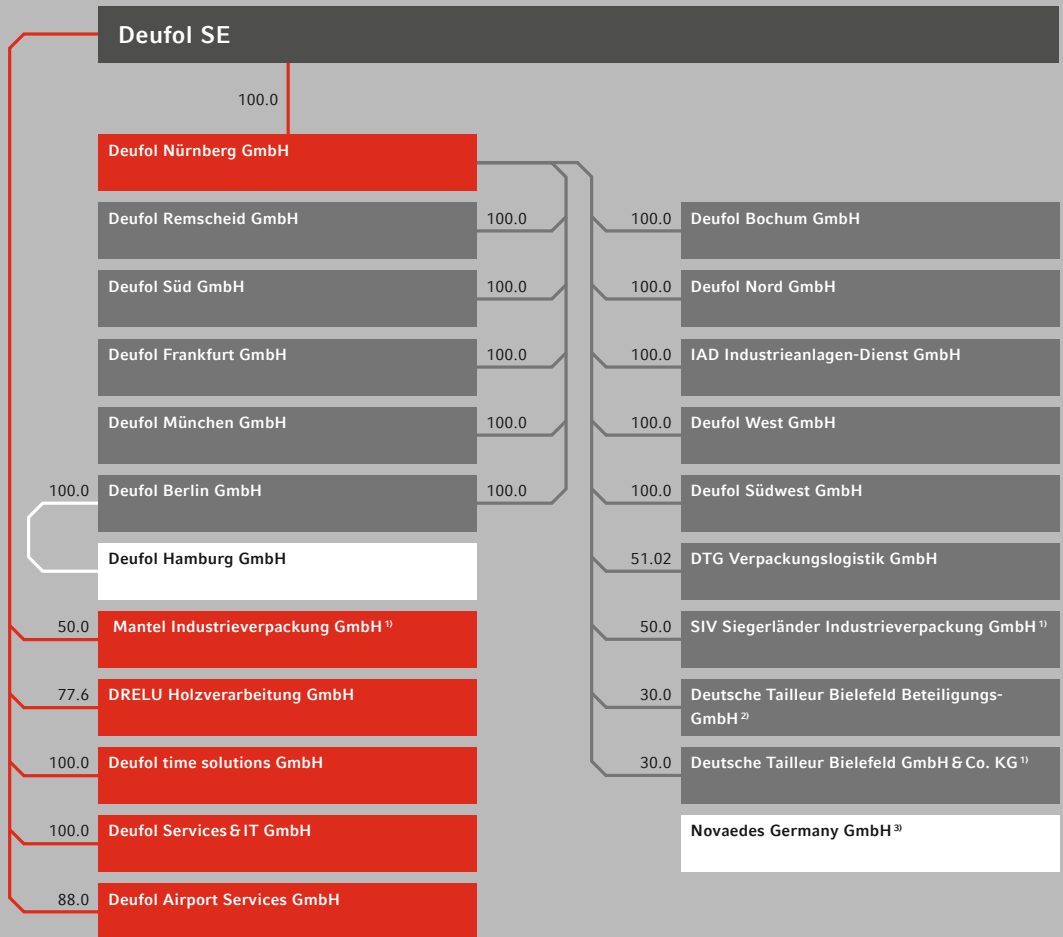 Deufol SE
100.0
Deufol Nürnberg GmbH
Deufol Remscheid GmbH
100.0
100.0
Deufol Bochum GmbH
Deufol Süd GmbH
100.0
100.0
Deufol Nord GmbH
Deufol Frankfurt GmbH
100.0
100.0
IAD Industrieanlagen-Dienst GmbH
Deufol München GmbH
100.0
100.0
Deufol West GmbH
100.0
Deufol Berlin GmbH
100.0
100.0
Deufol Südwest GmbH
Deufol Hamburg GmbH
51.02
DTG Verpackungslogistik GmbH
50.0
Mantel Industrieverpackung GmbH 1)
50.0
SIV Siegerländer Industrieverpackung GmbH 1)
77.6
DRELU Holzverarbeitung GmbH
30.0
Deutsche Tailleur Bielefeld Beteiligungs-
GmbH 2)
100.0
Deufol time solutions GmbH
30.0
Deutsche Tailleur Bielefeld GmbH & Co. KG 1)
100.0
Deufol Services & IT GmbH
Novaedes Germany GmbH 3)
88.0
Deufol Airport Services GmbH